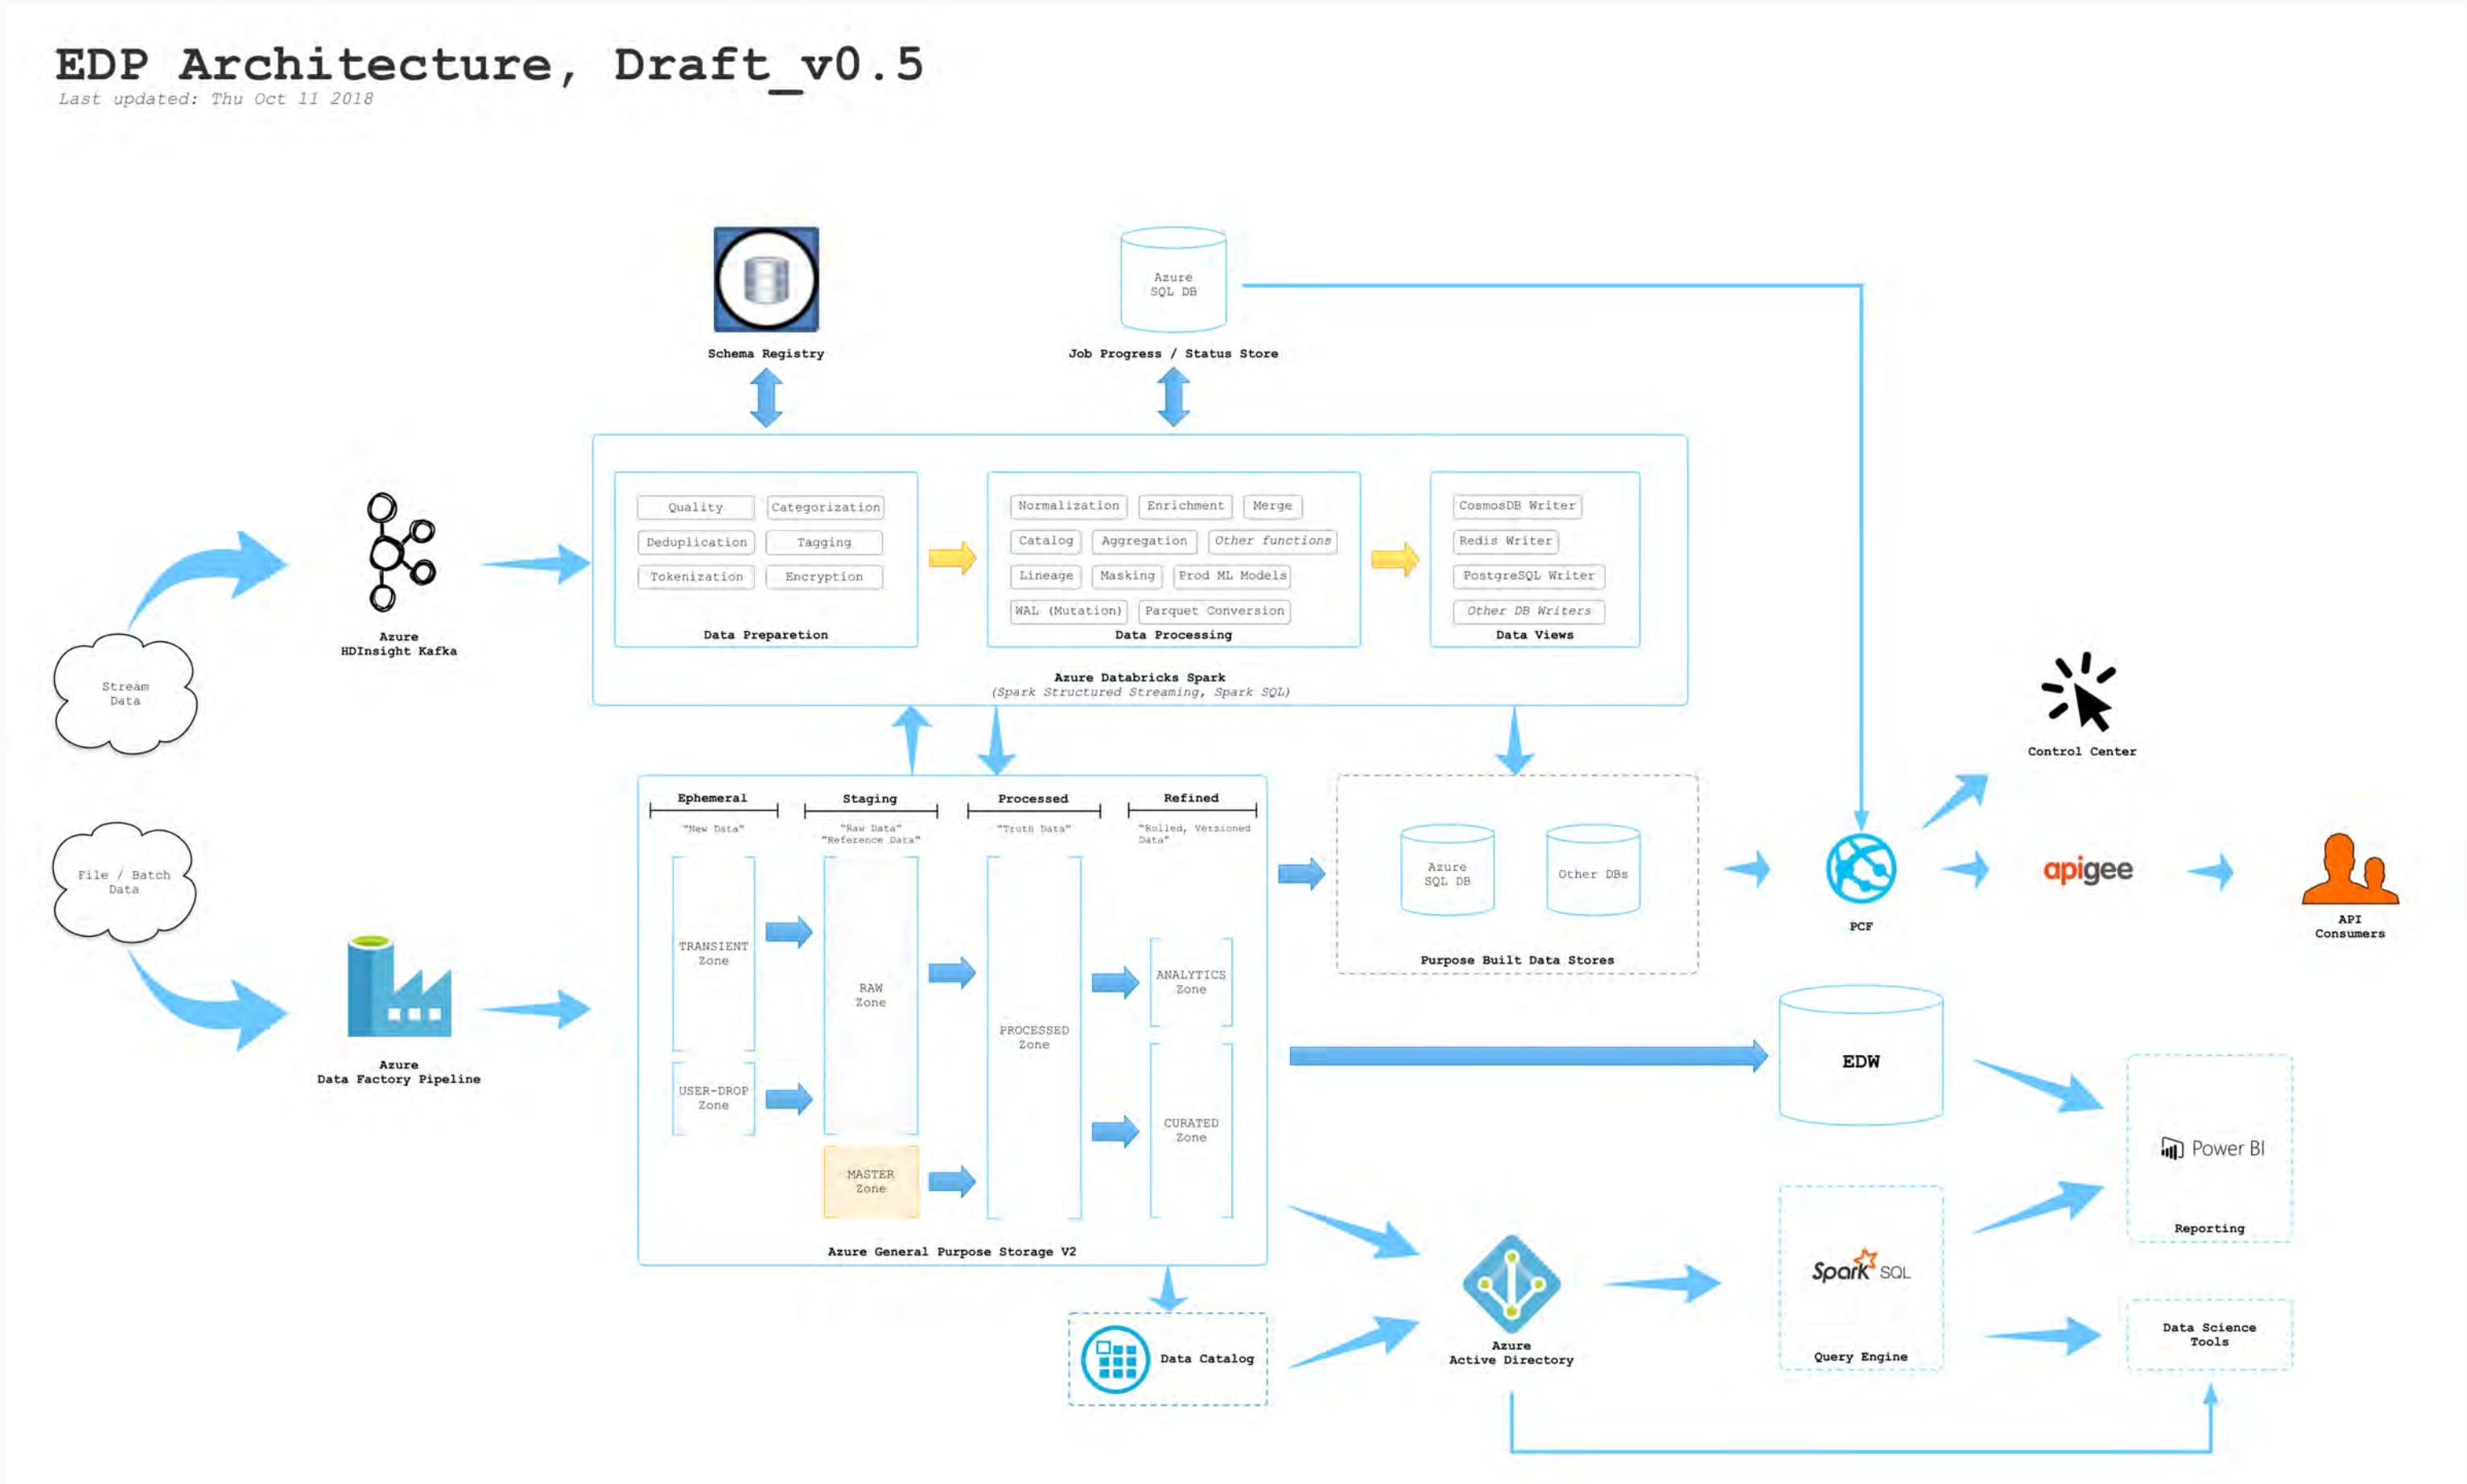 EDP Architecture, Draft_v0.5
Last updated: Thu Oct 11 2018
Schema Registry
Azure
SQL DB
Job Progress / Status Store
Stream
Data
File / Batch
Data
Azure
HDInsight Kafka
Azure
Data Factory Pipeline
Quality
Categorization
Deduplication
Tagging
Tokenization
Encryption
Data Preparetion
Normalization
Enrichment
Merge
Catalog
Aggregation
Other functions
Lineage
Masking
Prod ML Models
WAL (Mutation)
Parquet Conversion
Data Processing
CosmosDB Writer
Redis Writer
PostgreSQL Writer
Other DB Writers
Data Views
Azure Databricks Spark
(Spark Structured Streaming, Spark SQL)
Ephemeral
"New Data"
TRANSIENT
Zone
USER-DROP
Zone
Staging
"Raw Data"
"Reference Data"
RAW
Zone
MASTER
Zone
Processed
"Truth Data"
PROCESSED
Zone
Refined
"Rolled, Versioned
Data"
ANALYTICS
Zone
CURATED
Zone
Azure General Purpose Storage V2
Azure
SQL DB
Other DBs
Purpose Built Data Stores
PCF
Control Center
apigee
API
Consumers
EDW
Power BI
Reporting
Data Catalog
Azure
Active Directory
Spark SQL
Query Engine
Data Science
Tools